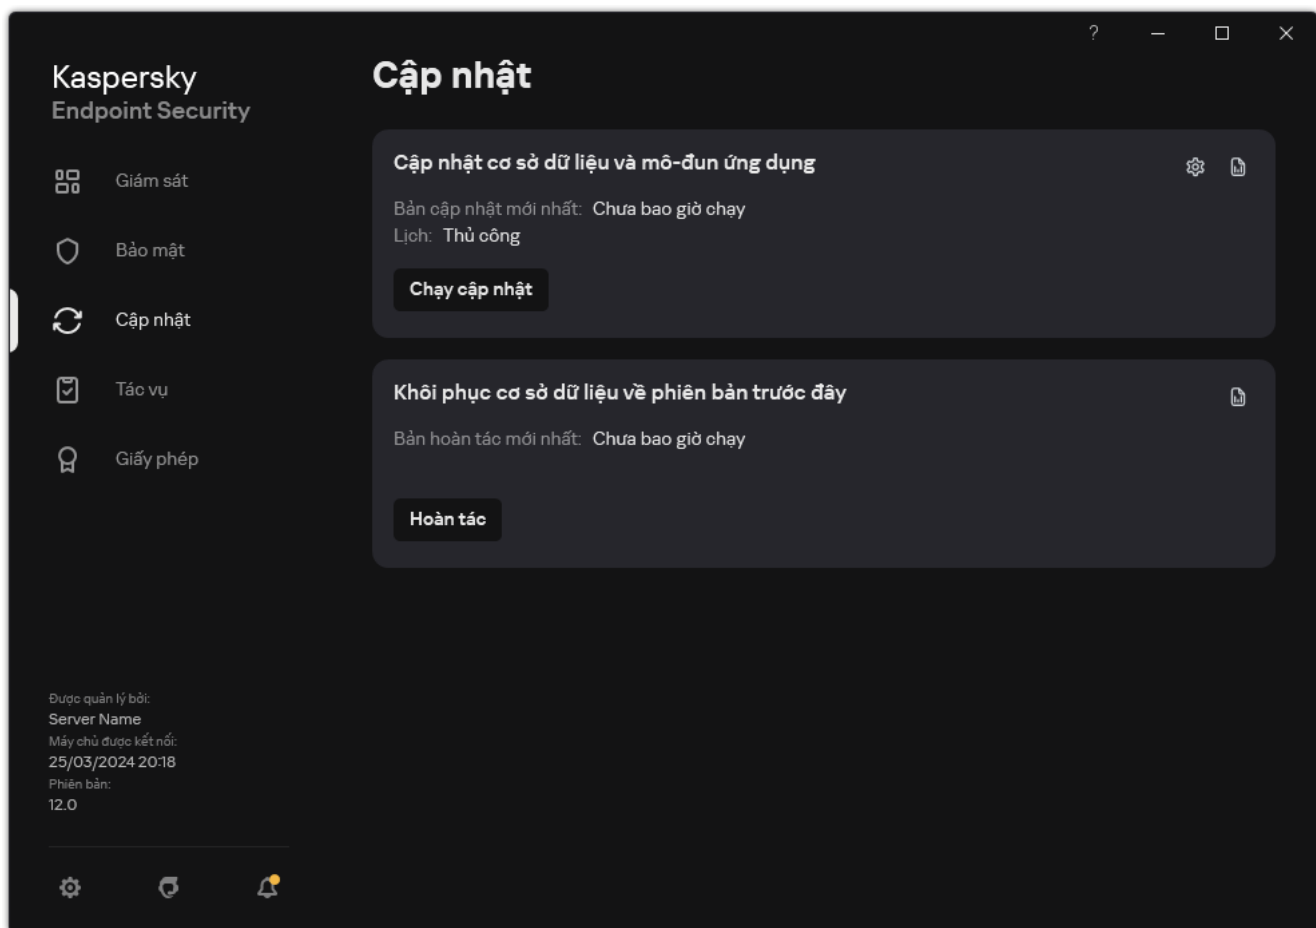 ?
Kaspersky
Endpoint Security
Giám sát
Bảo mật
Cập nhật
Tác vụ
Giấy phép
Được quản lý bởi:
Server Name
Máy chủ được kết nối:
25/03/2024 20:18
Phiên bản:
12.0
Cập nhật
Cập nhật cơ sở dữ liệu và mô-đun ứng dụng
Bản cập nhật mới nhất: Chưa bao giờ chạy
Lịch: Thủ công
Chạy cập nhật
Khôi phục cơ sở dữ liệu về phiên bản trước đây
Bản hoàn tác mới nhất: Chưa bao giờ chạy
Hoàn tác